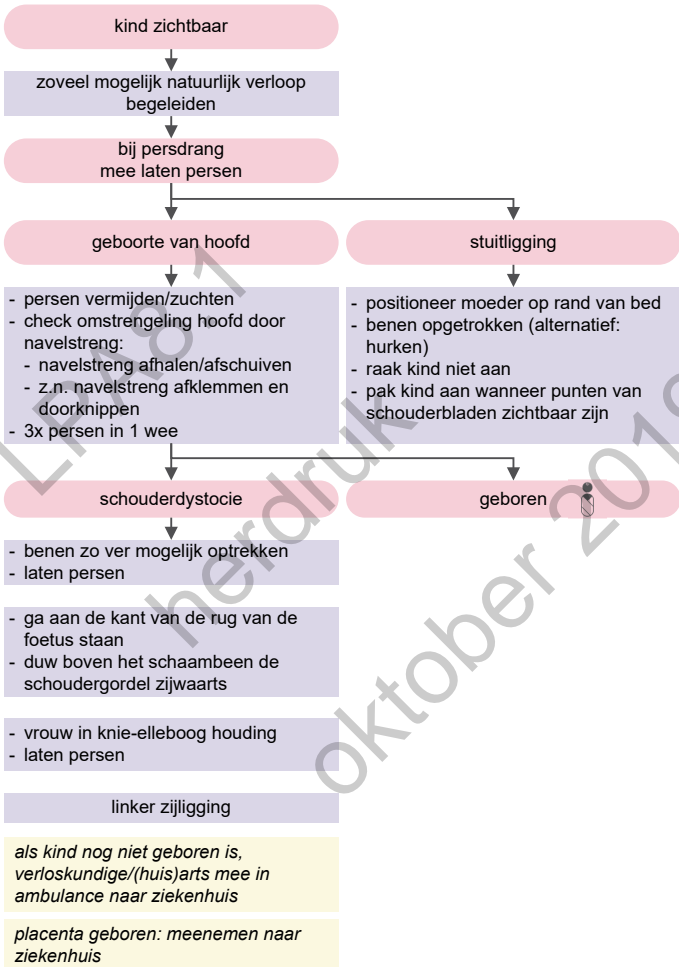 kind zichtbaar
zoveel mogelijk natuurlijk verloop
begeleiden
bij persdrang
mee laten persen
geboorte van hoofd
- persen vermijden/zuchten
- check omstrengeling hoofd door
navelstreng:
- navelstreng afhalen/afschuiven
- z.n. navelstreng afklemmen en
doorknippen
- 3x persen in 1 wee
stuitligging
- positioneer moeder op rand van bed
- benen opgetrokken (alternatief:
hurken)
- raak kind niet aan
- pak kind aan wanneer punten van
schouderbladen zichtbaar zijn
schouderdystocie
geboren
- benen zo ver mogelijk optrekken
- laten persen
- ga aan de kant van de rug van de
foetus staan
- duw boven het schaambeen de
schoudergordel zijwaarts
- vrouw in knie-elleboog houding
- laten persen
linker zijligging
als kind nog niet geboren is,
verloskundige/(huis)arts mee in
ambulance naar ziekenhuis
placenta geboren: meenemen naar
ziekenhuis
LPA8.1
herdruk
oktober 2019